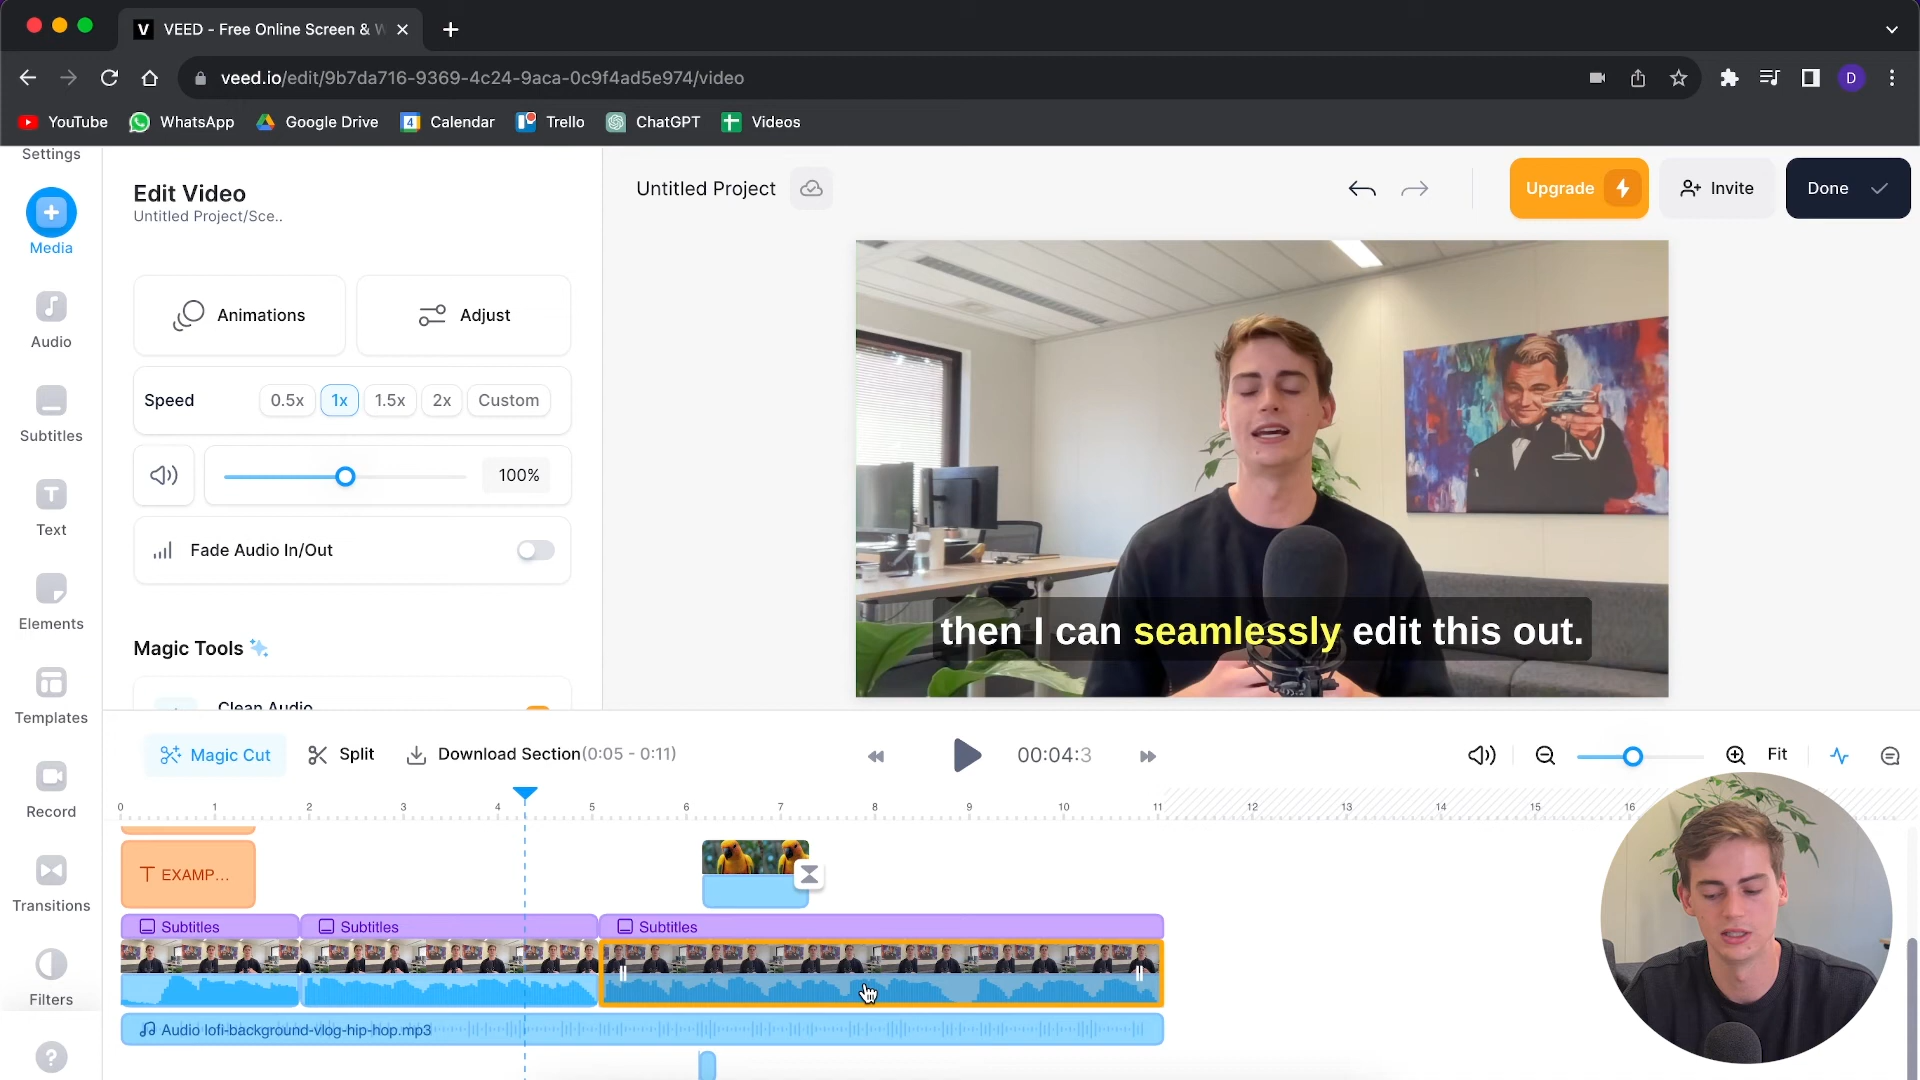 VEED - Free Online Screen & W
veed.io/edit/9b7da716-9369-4c24-9aca-0c9f4ad5e974/video
D
YouTube
WhatsApp
Google Drive
4
Calendar
Trello
ChatGPT
Videos
Settings
Media
Audio
Subtitles
Text
Elements
Templates
Record
Transitions
Filters
Edit Video
Untitled Project/Sce..
Animations
Adjust
Speed
0.5x
1x
1.5x
2x
Custom
100%
Fade Audio In/Out
Magic Tools
Clean Audio
Untitled Project
Upgrade
Invite
Done
then I can seamlessly edit this out.
Magic Cut
Split
Download Section(0:05 - 0:11)
00:04:3
Fit
0 1 2 3 4 5 6 7 8 9 10 11 12 13 14 15 16
T EXAMP...
Subtitles
Subtitles
Subtitles
Audio lofi-background-vlog-hip-hop.mp3